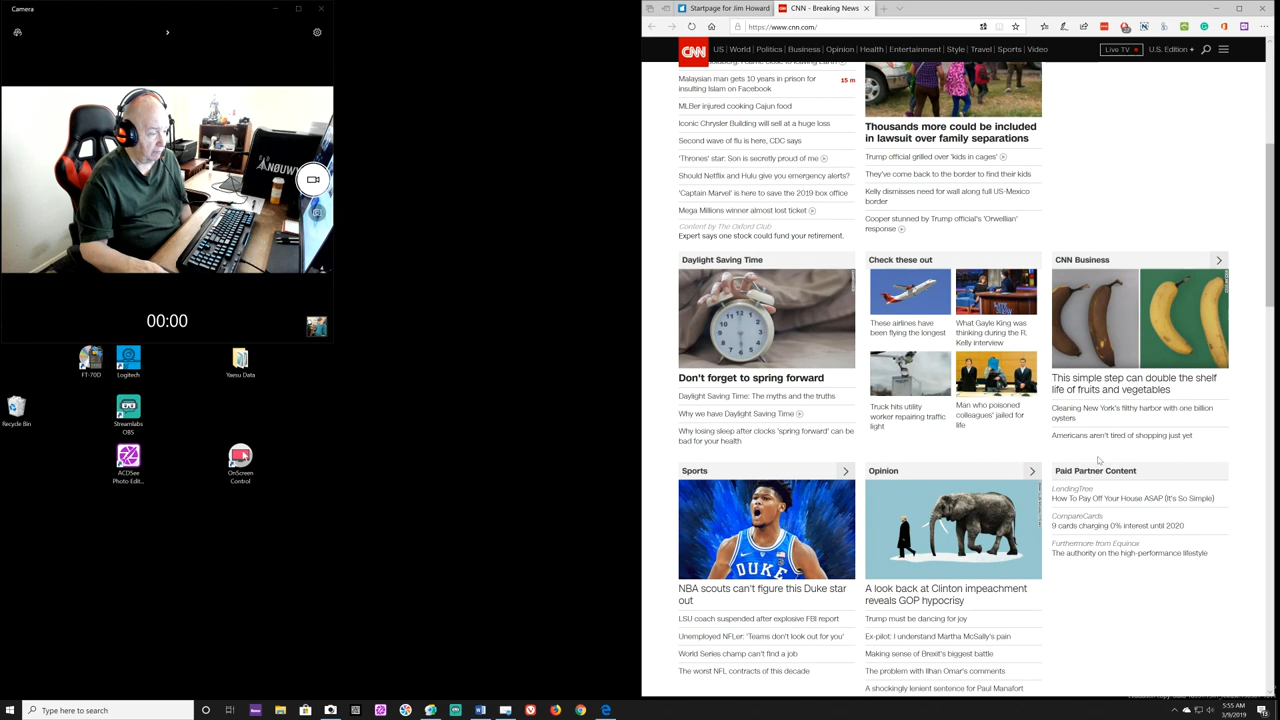 Camera
ΛNOUW
00:00
FT-70D
Logitech
Yaesu Data
Recycle Bin
Streamlabs
OBS
ACDSee
Photo Edit...
OnScreen
Control
Startpage for Jim Howard
CNN - Breaking News
https://www.cnn.com/
CNN
US
World
Politics
Business
Opinion
Health
Entertainment
Style
Travel
Sports
Video
Live TV
U.S. Edition +
Malaysian man gets 10 years in prison for
insulting Islam on Facebook
15 m
MLBer injured cooking Cajun food
Iconic Chrysler Building will sell at a huge loss
Second wave of flu is here, CDC says
'Thrones' star: Son is secretly proud of me
Should Netflix and Hulu give you emergency alerts?
'Captain Marvel' is here to save the 2019 box office
Mega Millions winner almost lost ticket
Content by The Oxford Club
Expert says one stock could fund your retirement.
Thousands more could be included
in lawsuit over family separations
Trump official grilled over 'kids in cages'
They've come back to the border to find their kids
Kelly dismisses need for wall along full US-Mexico
border
Cooper stunned by Trump official's 'Orwellian'
response
Daylight Saving Time
Don't forget to spring forward
Daylight Saving Time: The myths and the truths
Why we have Daylight Saving Time
Why losing sleep after clocks 'spring forward' can be
bad for your health
Check these out
These airlines have
been flying the longest
What Gayle King was
thinking during the R.
Kelly interview
Truck hits utility
worker repairing traffic
light
Man who poisoned
colleagues' jailed for
life
CNN Business
This simple step can double the shelf
life of fruits and vegetables
Cleaning New York's filthy harbor with one billion
oysters
Americans aren't tired of shopping just yet
Sports
DUKE
NBA scouts can't figure this Duke star
out
LSU coach suspended after explosive FBI report
Unemployed NFLer: 'Teams don't look out for you'
World Series champ can't find a job
The worst NFL contracts of this decade
Opinion
A look back at Clinton impeachment
reveals GOP hypocrisy
Trump must be dancing for joy
Ex-pilot: I understand Martha McSally's pain
Making sense of Brexit's biggest battle
The problem with Ilhan Omar's comments
A shockingly lenient sentence for Paul Manafort
Paid Partner Content
LendingTree
How To Pay Off Your House ASAP (It's So Simple)
CompareCards
9 cards charging 0% interest until 2020
Furthermore from Equinox
The authority on the high-performance lifestyle
Type here to search
5:55 AM
3/9/2019